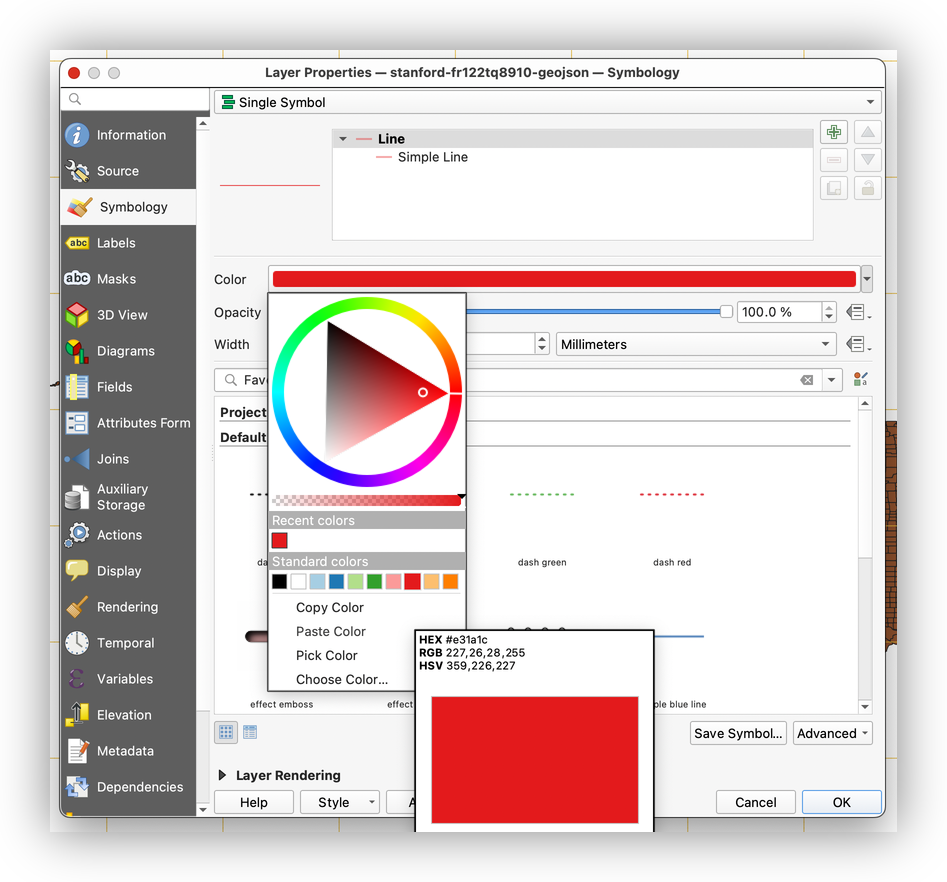 Layer Properties — stanford-fr122tq8910-geojson — Symbology
Single Symbol
Information
Source
Symbology
Labels
Masks
3D View
Diagrams
Fields
Attributes Form
Joins
Auxiliary
Storage
Actions
Display
Rendering
Temporal
Variables
Elevation
Metadata
Dependencies
Line
Simple Line
Color
Opacity
100.0 %
Width
Millimeters
Project
Default
Recent colors
Standard colors
Copy Color
Paste Color
Pick Color
Choose Color...
dash green
dash red
HEX #e31a1c
RGB 227,26,28,255
HSV 359,226,227
effect emboss
effect
blue line
Save Symbol...
Advanced
Layer Rendering
Help
Style
Cancel
OK